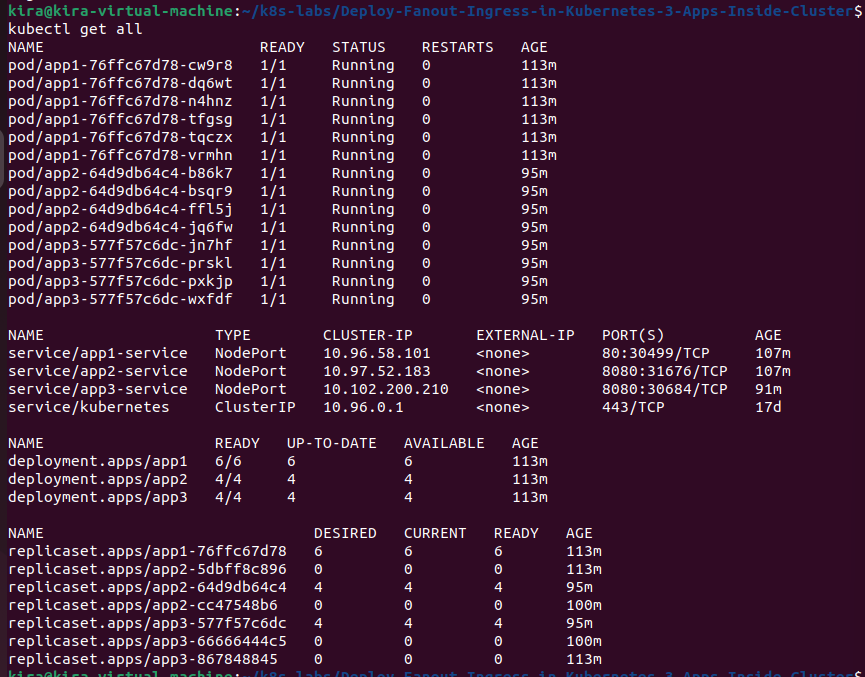 kira@kira-virtual-machine:~/k8s-labs/Deploy-Fanout-Ingress-in-Kubernetes-3-Apps-Inside-Cluster$
kubectl get all
NAME READY STATUS RESTARTS AGE
pod/app1-76ffc67d78-cw9r8 1/1 Running 0 113m
pod/app1-76ffc67d78-dq6wt 1/1 Running 0 113m
pod/app1-76ffc67d78-n4hnz 1/1 Running 0 113m
pod/app1-76ffc67d78-tfgsg 1/1 Running 0 113m
pod/app1-76ffc67d78-tqczx 1/1 Running 0 113m
pod/app1-76ffc67d78-vrmhn 1/1 Running 0 113m
pod/app2-64d9db64c4-b86k7 1/1 Running 0 95m
pod/app2-64d9db64c4-bsqr9 1/1 Running 0 95m
pod/app2-64d9db64c4-ffl5j 1/1 Running 0 95m
pod/app2-64d9db64c4-jq6fw 1/1 Running 0 95m
pod/app3-577f57c6dc-jn7hf 1/1 Running 0 95m
pod/app3-577f57c6dc-prskl 1/1 Running 0 95m
pod/app3-577f57c6dc-pxkjp 1/1 Running 0 95m
pod/app3-577f57c6dc-wxfdf 1/1 Running 0 95m
NAME TYPE CLUSTER-IP EXTERNAL-IP PORT(S) AGE
service/app1-service NodePort 10.96.58.101 <none> 80:30499/TCP 107m
service/app2-service NodePort 10.97.52.183 <none> 8080:31676/TCP 107m
service/app3-service NodePort 10.102.200.210 <none> 8080:30684/TCP 91m
service/kubernetes ClusterIP 10.96.0.1 <none> 443/TCP 17d
NAME READY UP-TO-DATE AVAILABLE AGE
deployment.apps/app1 6/6 6 6 113m
deployment.apps/app2 4/4 4 4 113m
deployment.apps/app3 4/4 4 4 113m
NAME DESIRED CURRENT READY AGE
replicaset.apps/app1-76ffc67d78 6 6 6 113m
replicaset.apps/app2-5dbff8c896 0 0 0 113m
replicaset.apps/app2-64d9db64c4 4 4 4 95m
replicaset.apps/app2-cc47548b6 0 0 0 100m
replicaset.apps/app3-577f57c6dc 4 4 4 95m
replicaset.apps/app3-66666444c5 0 0 0 100m
replicaset.apps/app3-867848845 0 0 0 113m
kira@kira-virtual-machine:~/k8s-labs/Deploy-Fanout-Ingress-in-Kubernetes-3-Apps-Inside-Cluster$